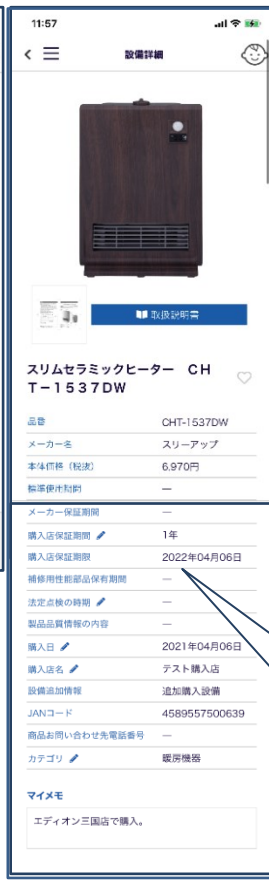 11:57
設備詳細
取扱説明書
スリムセラミックヒーター CH
T-1537DW
品番 CHT-1537DW
メーカー名 スリーアップ
本体価格（税抜） 6,970円
標準使用期間 ―
メーカー保証期間 ―
購入店保証期間 1年
購入店保証期限 2022年04月06日
補修用性能部品保有期間 ―
法定点検の時期 ―
製品品質情報の内容 ―
購入日 2021年04月06日
購入店名 テスト購入店
設備追加情報 追加購入設備
JANコード 4589557500639
商品お問い合わせ先電話番号 ―
カテゴリ 暖房機器
マイメモ
エディオン三国店で購入。